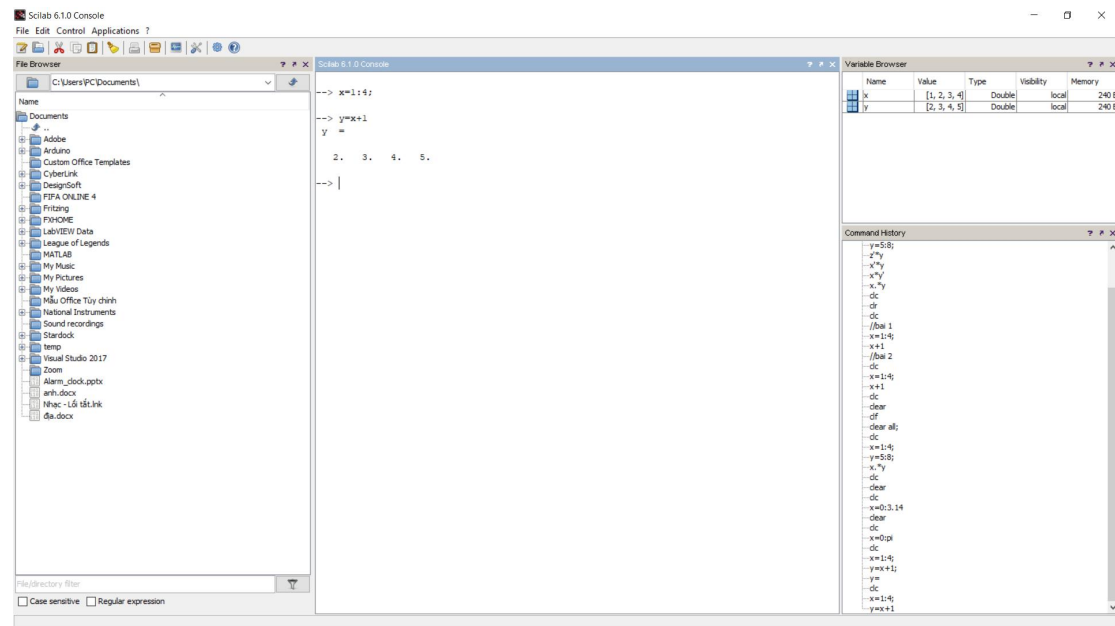 Scilab 6.1.0 Console
File Edit Control Applications ?
File Browser
C:\Users\PC\Documents\
Name
Documents
..
Adobe
Arduino
Custom Office Templates
CyberLink
DesignSoft
FIFA ONLINE 4
Fritzing
FXHOME
LabVIEW Data
League of Legends
MATLAB
My Music
My Pictures
My Videos
Mẫu Office Tùy chỉnh
National Instruments
Sound recordings
Stardock
temp
Visual Studio 2017
Zoom
Alarm_clock.pptx
anh.docx
Nhạc - Lối tắt.lnk
địa.docx
File/directory filter
Case sensitive Regular expression
Scilab 6.1.0 Console
--> x=1:4;
--> y=x+1
y =
2. 3. 4. 5.
-->
Variable Browser
Name Value Type Visibility Memory
x [1, 2, 3, 4] Double local 240 B
y [2, 3, 4, 5] Double local 240 B
Command History
y=5:8;
z'*y
x'*y
x*y'
x.*y
clc
clr
clc
//bai 1
x=1:4;
x+1
//bai 2
clc
x=1:4;
x+1
clc
clear
clf
clear all;
clc
x=1:4;
y=5:8;
x.*y
clc
clear
clc
x=0:3.14
clear
clc
x=0:pi
clc
x=1:4;
y=x+1;
y=
clc
x=1:4;
y=x+1